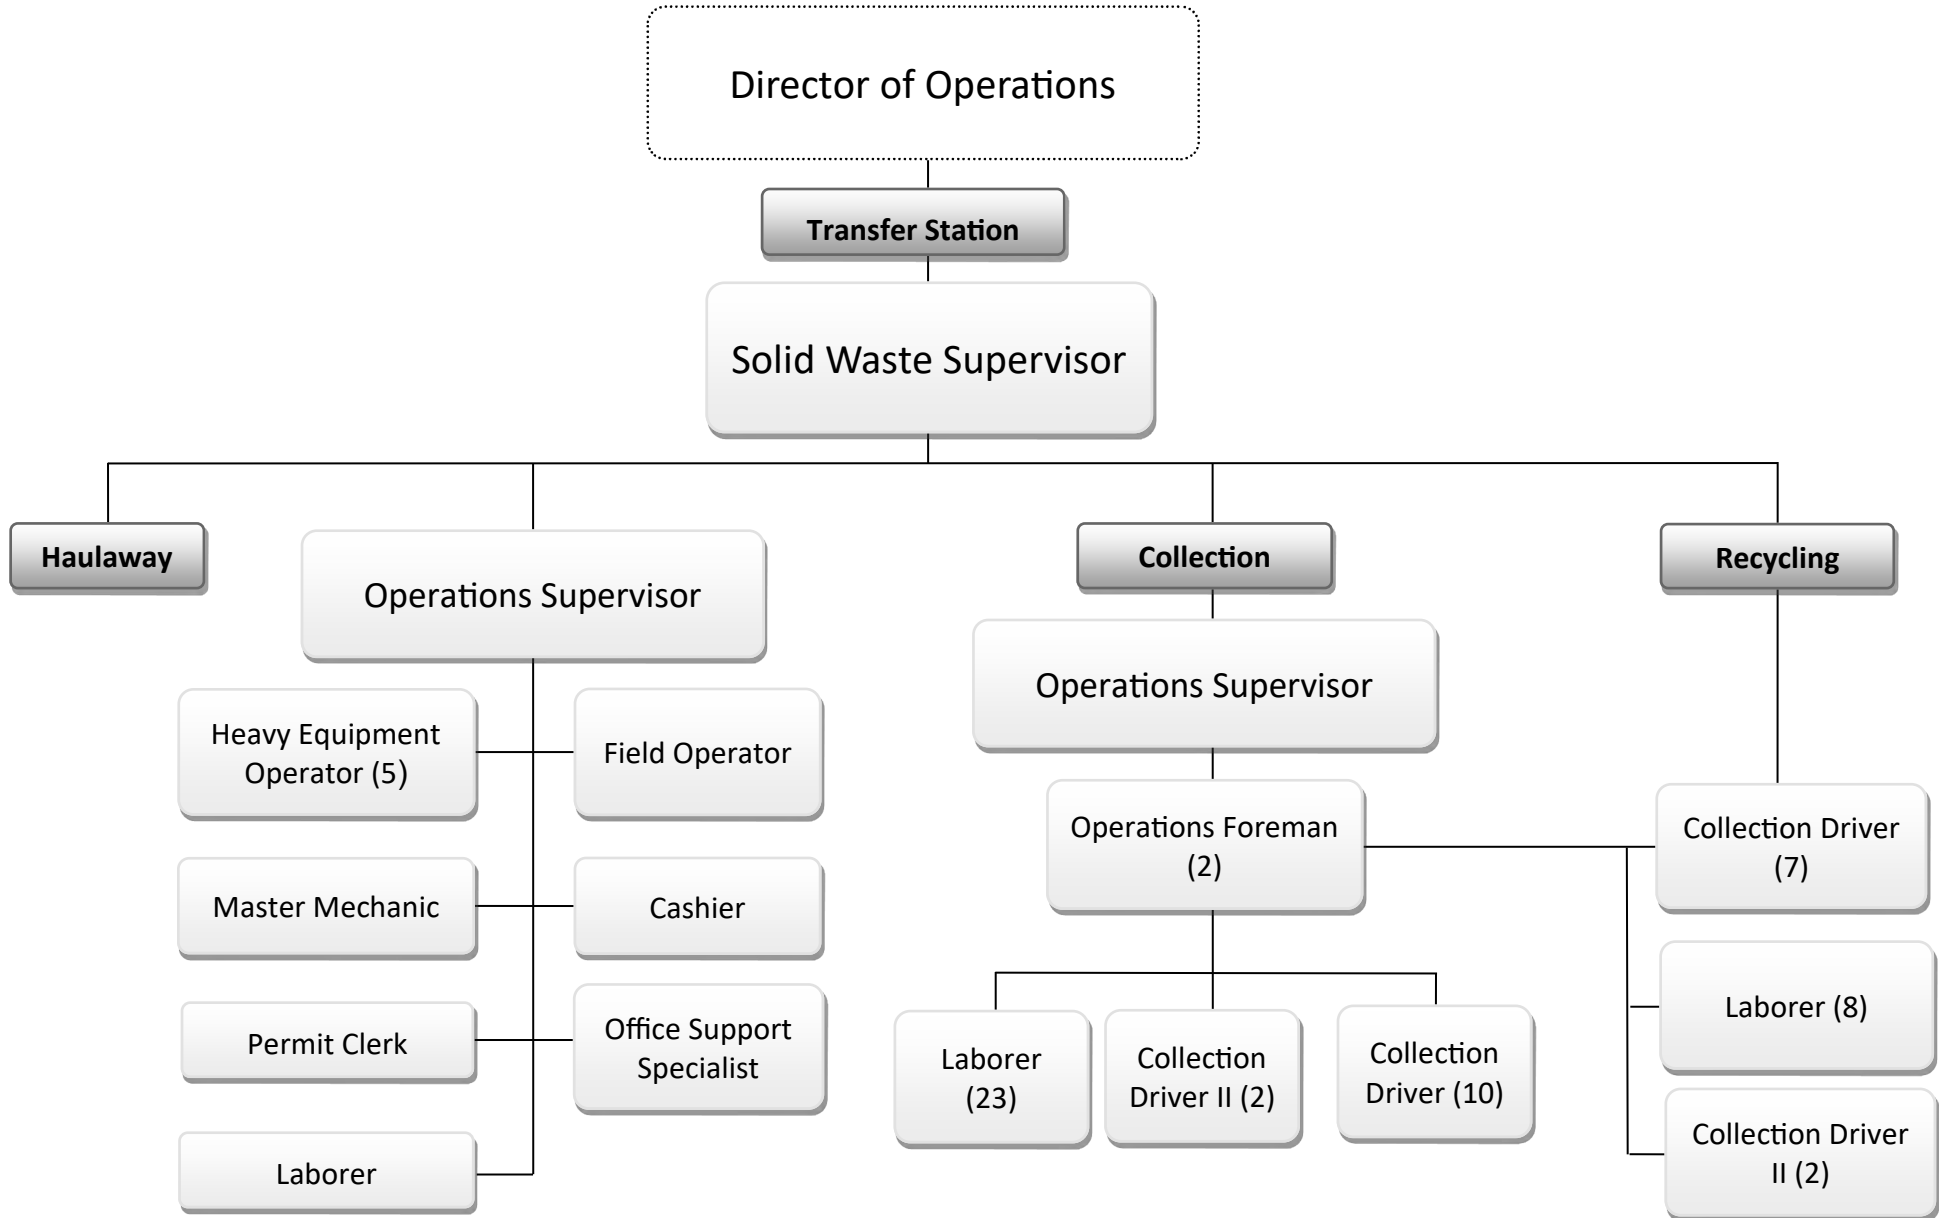 Director of Operations
Transfer Station
Solid Waste Supervisor
Haulaway
Operations Supervisor
Heavy Equipment
Operator (5)
Field Operator
Master Mechanic
Cashier
Permit Clerk
Office Support
Specialist
Laborer
Collection
Operations Supervisor
Operations Foreman
(2)
Laborer
(23)
Collection
Driver II (2)
Collection
Driver (10)
Recycling
Collection Driver
(7)
Laborer (8)
Collection Driver
II (2)